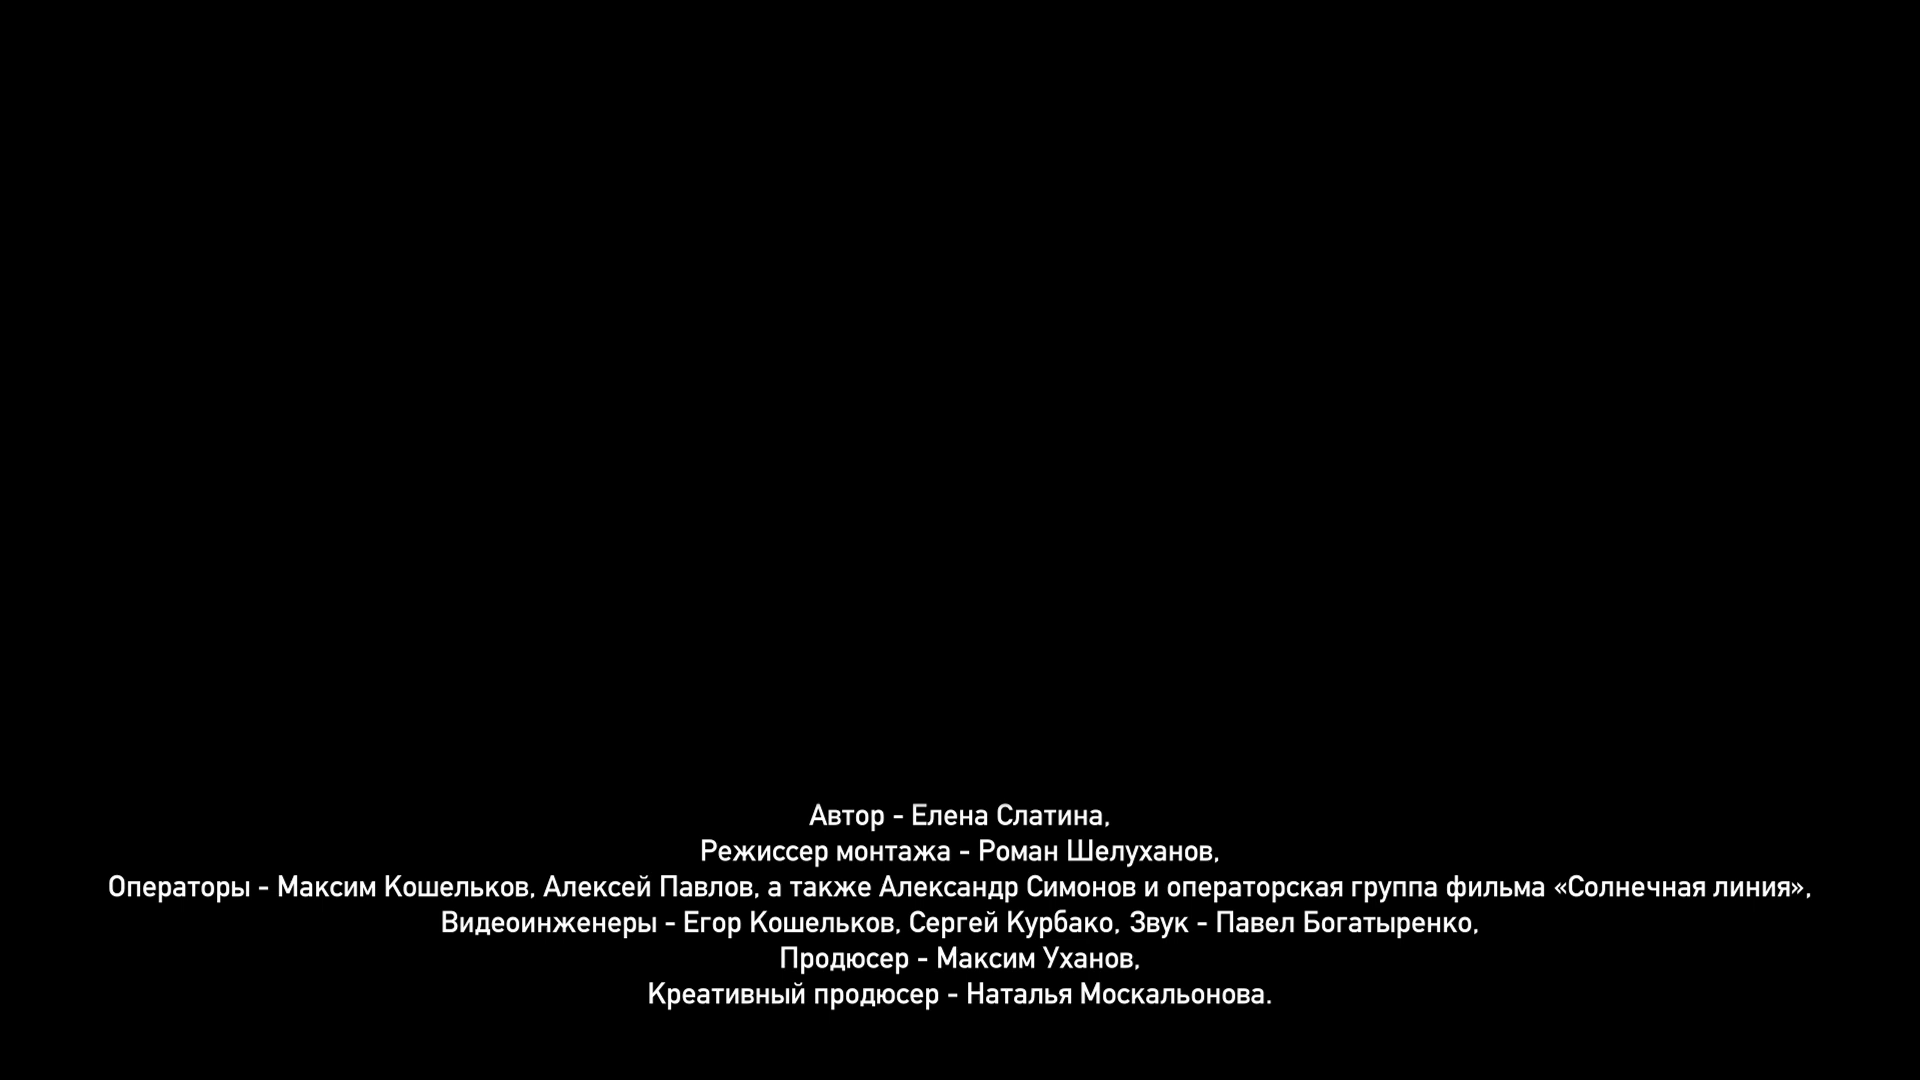 Автор - Елена Слатина,
Режиссер монтажа - Роман Шелуханов,
Операторы - Максим Кошельков, Алексей Павлов, а также Александр Симонов и операторская группа фильма «Солнечная линия»,
Видеоинженеры - Егор Кошельков, Сергей Курбако, Звук - Павел Богатыренко,
Продюсер - Максим Уханов,
Креативный продюсер - Наталья Москальонова.